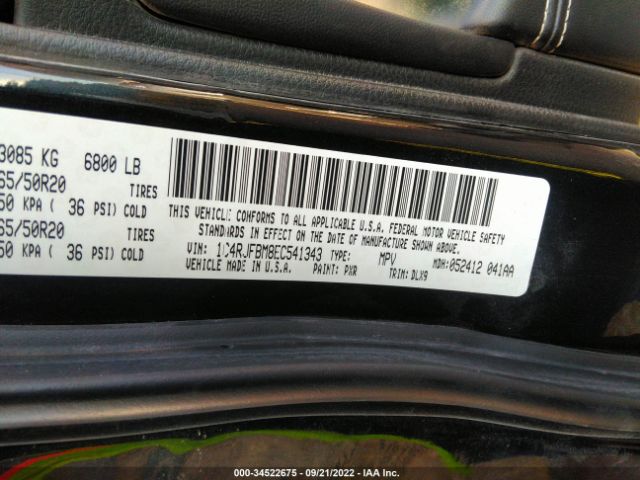 3085 KG 6800 LB
65/50R20 TIRES
50 KPA ( 36 PSI) COLD
65/50R20 TIRES
50 KPA ( 36 PSI) COLD
THIS VEHICLE CONFORMS TO ALL APPLICABLE U.S.A. FEDERAL MOTOR VEHICLE SAFETY
STANDARDS IN EFFECT ON THE DATE OF MANUFACTURE SHOWN ABOVE.
VIN: 1C4RJFBM8EC541343 TYPE: MPV MDH: 052412 041AA
VEHICLE MADE IN U.S.A. PAINT: PXR TRIM: DLX9
000-34522675 - 09/21/2022 - IAA Inc.